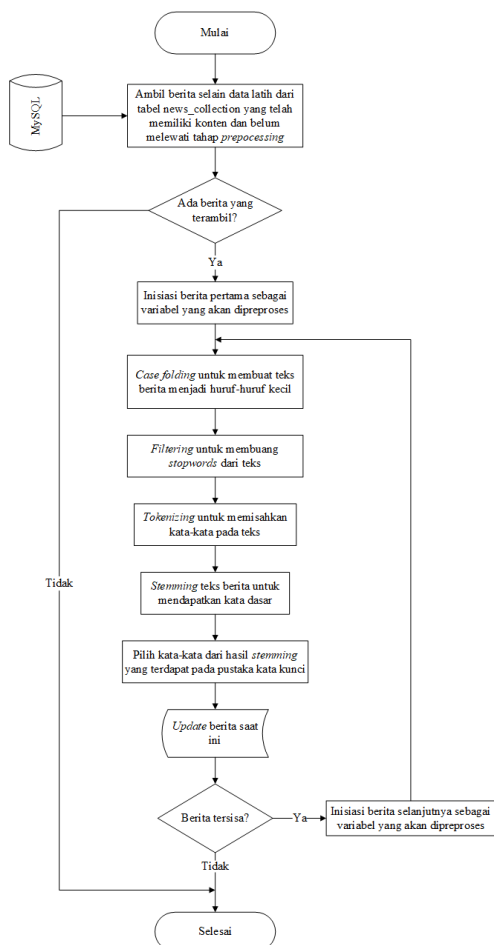 Mulai
MySQL
Ambil berita selain data latih dari
tabel news_collection yang telah
memiliki konten dan belum
melewati tahap prepocessing
Ada berita yang
terambil?
Ya
Inisiasi berita pertama sebagai
variabel yang akan dipreproses
Case folding untuk membuat teks
berita menjadi huruf-huruf kecil
Filtering untuk membuang
stopwords dari teks
Tokenizing untuk memisahkan
kata-kata pada teks
Tidak
Stemming teks berita untuk
mendapatkan kata dasar
Pilih kata-kata dari hasil stemming
yang terdapat pada pustaka kata kunci
Update berita saat
ini
Berita tersisa?
Ya
Inisiasi berita selanjutnya sebagai
variabel yang akan dipreproses
Tidak
Selesai